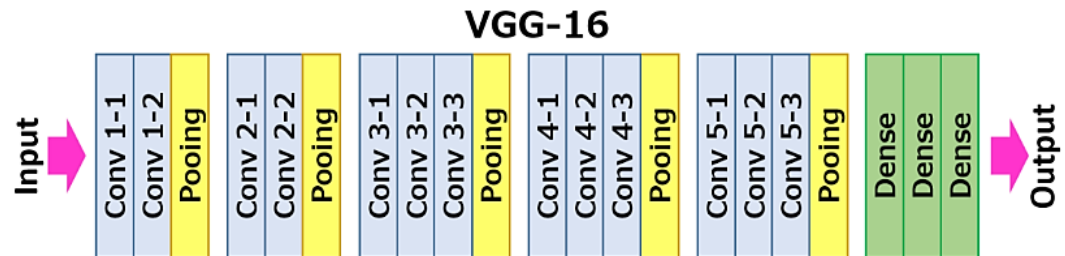 VGG-16
Input
Conv 1-1
Conv 1-2
Pooing
Conv 2-1
Conv 2-2
Pooing
Conv 3-1
Conv 3-2
Conv 3-3
Pooing
Conv 4-1
Conv 4-2
Conv 4-3
Pooing
Conv 5-1
Conv 5-2
Conv 5-3
Pooing
Dense
Dense
Dense
Output